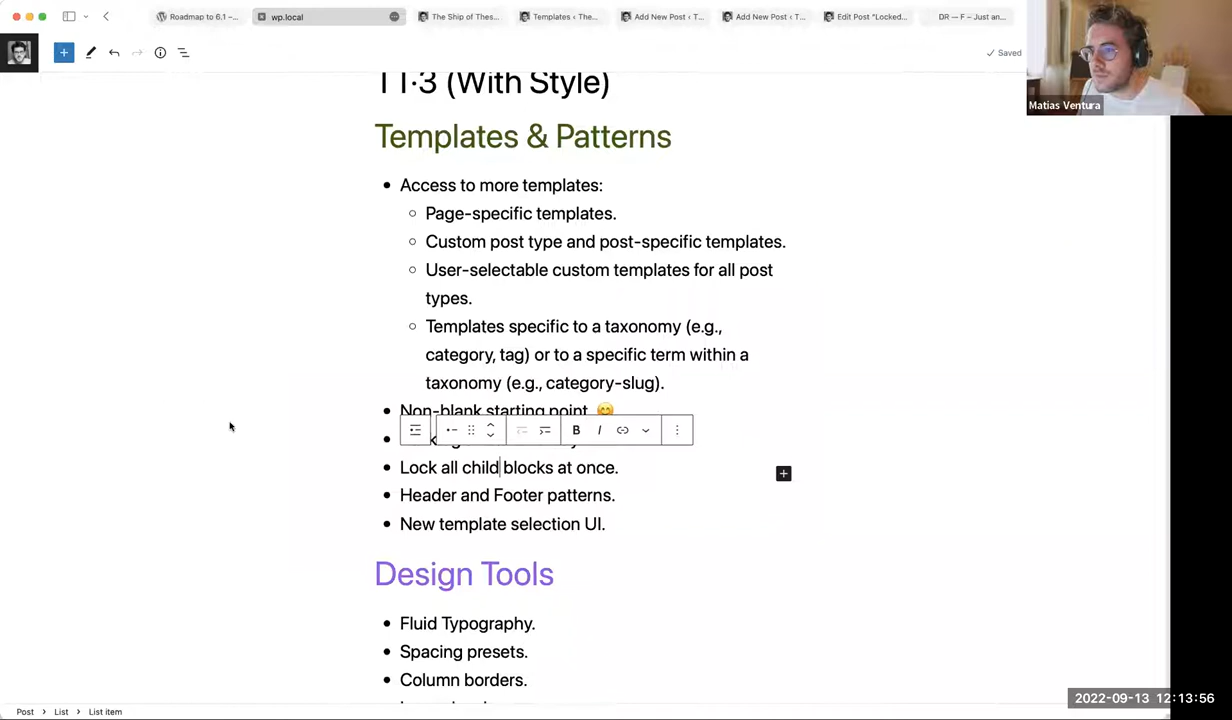 Roadmap to 6.1 –...
wp.local
The Ship of Thes...
Templates ‹ The...
Add New Post ‹ T...
Add New Post ‹ T...
Edit Post "Locked...
DR — F – Just an...
Saved
Matias Ventura
11.3 (With Style)
Templates & Patterns
Access to more templates:
Page-specific templates.
Custom post type and post-specific templates.
User-selectable custom templates for all post
types.
Templates specific to a taxonomy (e.g.,
category, tag) or to a specific term within a
taxonomy (e.g., category-slug).
Non-blank starting point 😊
B I
Lock all child blocks at once.
Header and Footer patterns.
New template selection UI.
Design Tools
Fluid Typography.
Spacing presets.
Column borders.
2022-09-13 12:13:56
Post > List > List item